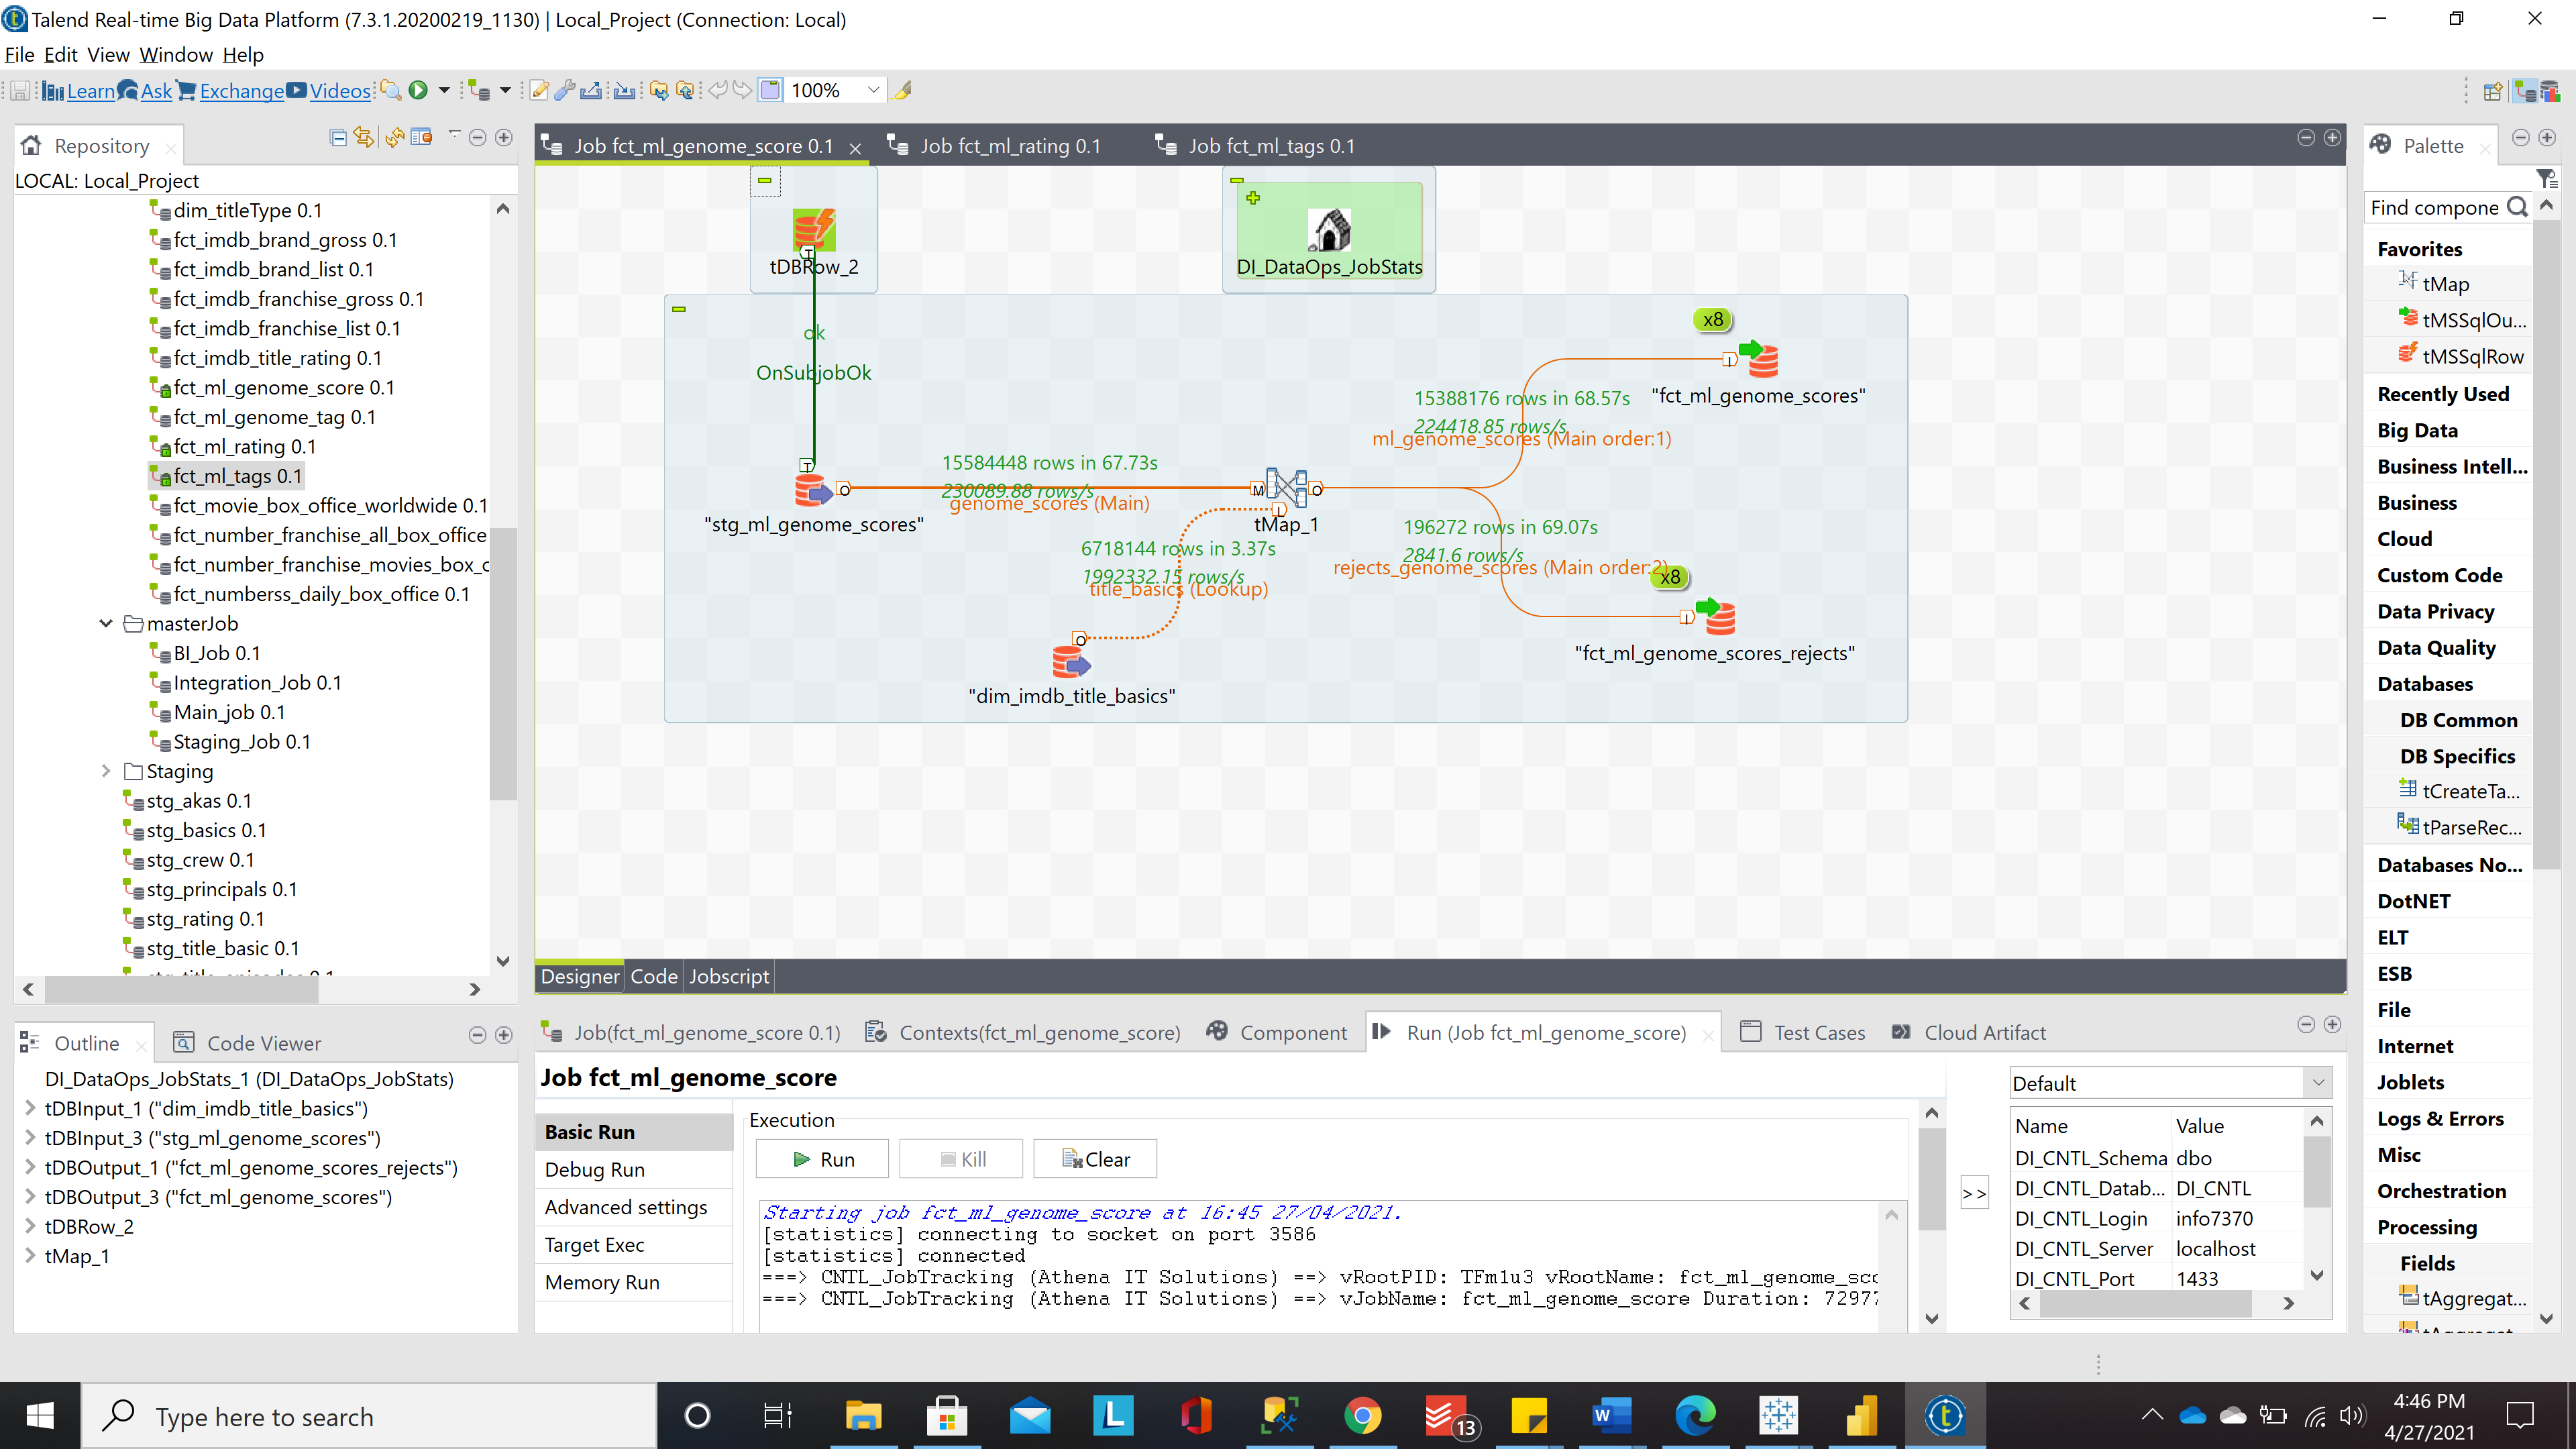 Talend Real-time Big Data Platform (7.3.1.20200219_1130) | Local_Project (Connection: Local)
File Edit View Window Help
Learn Ask Exchange Videos 100%
Repository
LOCAL: Local_Project
dim_titleType 0.1
fct_imdb_brand_gross 0.1
fct_imdb_brand_list 0.1
fct_imdb_franchise_gross 0.1
fct_imdb_franchise_list 0.1
fct_imdb_title_rating 0.1
fct_ml_genome_score 0.1
fct_ml_genome_tag 0.1
fct_ml_rating 0.1
fct_ml_tags 0.1
fct_movie_box_office_worldwide 0.1
fct_number_franchise_all_box_office
fct_number_franchise_movies_box_c
fct_numberss_daily_box_office 0.1
masterJob
BI_Job 0.1
Integration_Job 0.1
Main_job 0.1
Staging_Job 0.1
Staging
stg_akas 0.1
stg_basics 0.1
stg_crew 0.1
stg_principals 0.1
stg_rating 0.1
stg_title_basic 0.1
Job fct_ml_genome_score 0.1
Job fct_ml_rating 0.1
Job fct_ml_tags 0.1
tDBRow_2
DI_DataOps_JobStats
ok
OnSubjobOk
x8
15388176 rows in 68.57s
"fct_ml_genome_scores"
224418.85 rows/s
ml_genome_scores (Main order:1)
15584448 rows in 67.73s
230089.88 rows/s
genome_scores (Main)
"stg_ml_genome_scores"
tMap_1
196272 rows in 69.07s
2841.6 rows/s
rejects_genome_scores (Main order:2)
x8
6718144 rows in 3.37s
1992332.15 rows/s
title_basics (Lookup)
"fct_ml_genome_scores_rejects"
"dim_imdb_title_basics"
Designer Code Jobscript
Palette
Find compone
Favorites
tMap
tMSSqlOu...
tMSSqlRow
Recently Used
Big Data
Business Intell...
Business
Cloud
Custom Code
Data Privacy
Data Quality
Databases
DB Common
DB Specifics
tCreateTa...
tParseRec...
Databases No...
DotNET
ELT
ESB
File
Internet
Joblets
Logs & Errors
Misc
Orchestration
Processing
Fields
tAggregat...
Outline
Code Viewer
DI_DataOps_JobStats_1 (DI_DataOps_JobStats)
tDBInput_1 ("dim_imdb_title_basics")
tDBInput_3 ("stg_ml_genome_scores")
tDBOutput_1 ("fct_ml_genome_scores_rejects")
tDBOutput_3 ("fct_ml_genome_scores")
tDBRow_2
tMap_1
Job(fct_ml_genome_score 0.1)
Contexts(fct_ml_genome_score)
Component
Run (Job fct_ml_genome_score)
Test Cases
Cloud Artifact
Job fct_ml_genome_score
Basic Run
Debug Run
Advanced settings
Target Exec
Memory Run
Execution
Run Kill Clear
Starting job fct_ml_genome_score at 16:45 27/04/2021.
[statistics] connecting to socket on port 3586
[statistics] connected
===> CNTL_JobTracking (Athena IT Solutions) ==> vRootPID: TFm1u3 vRootName: fct_ml_genome_sco
===> CNTL_JobTracking (Athena IT Solutions) ==> vJobName: fct_ml_genome_score Duration: 72977
>>
Default
Name Value
DI_CNTL_Schema dbo
DI_CNTL_Datab... DI_CNTL
DI_CNTL_Login info7370
DI_CNTL_Server localhost
DI_CNTL_Port 1433
Type here to search
13
4:46 PM
4/27/2021